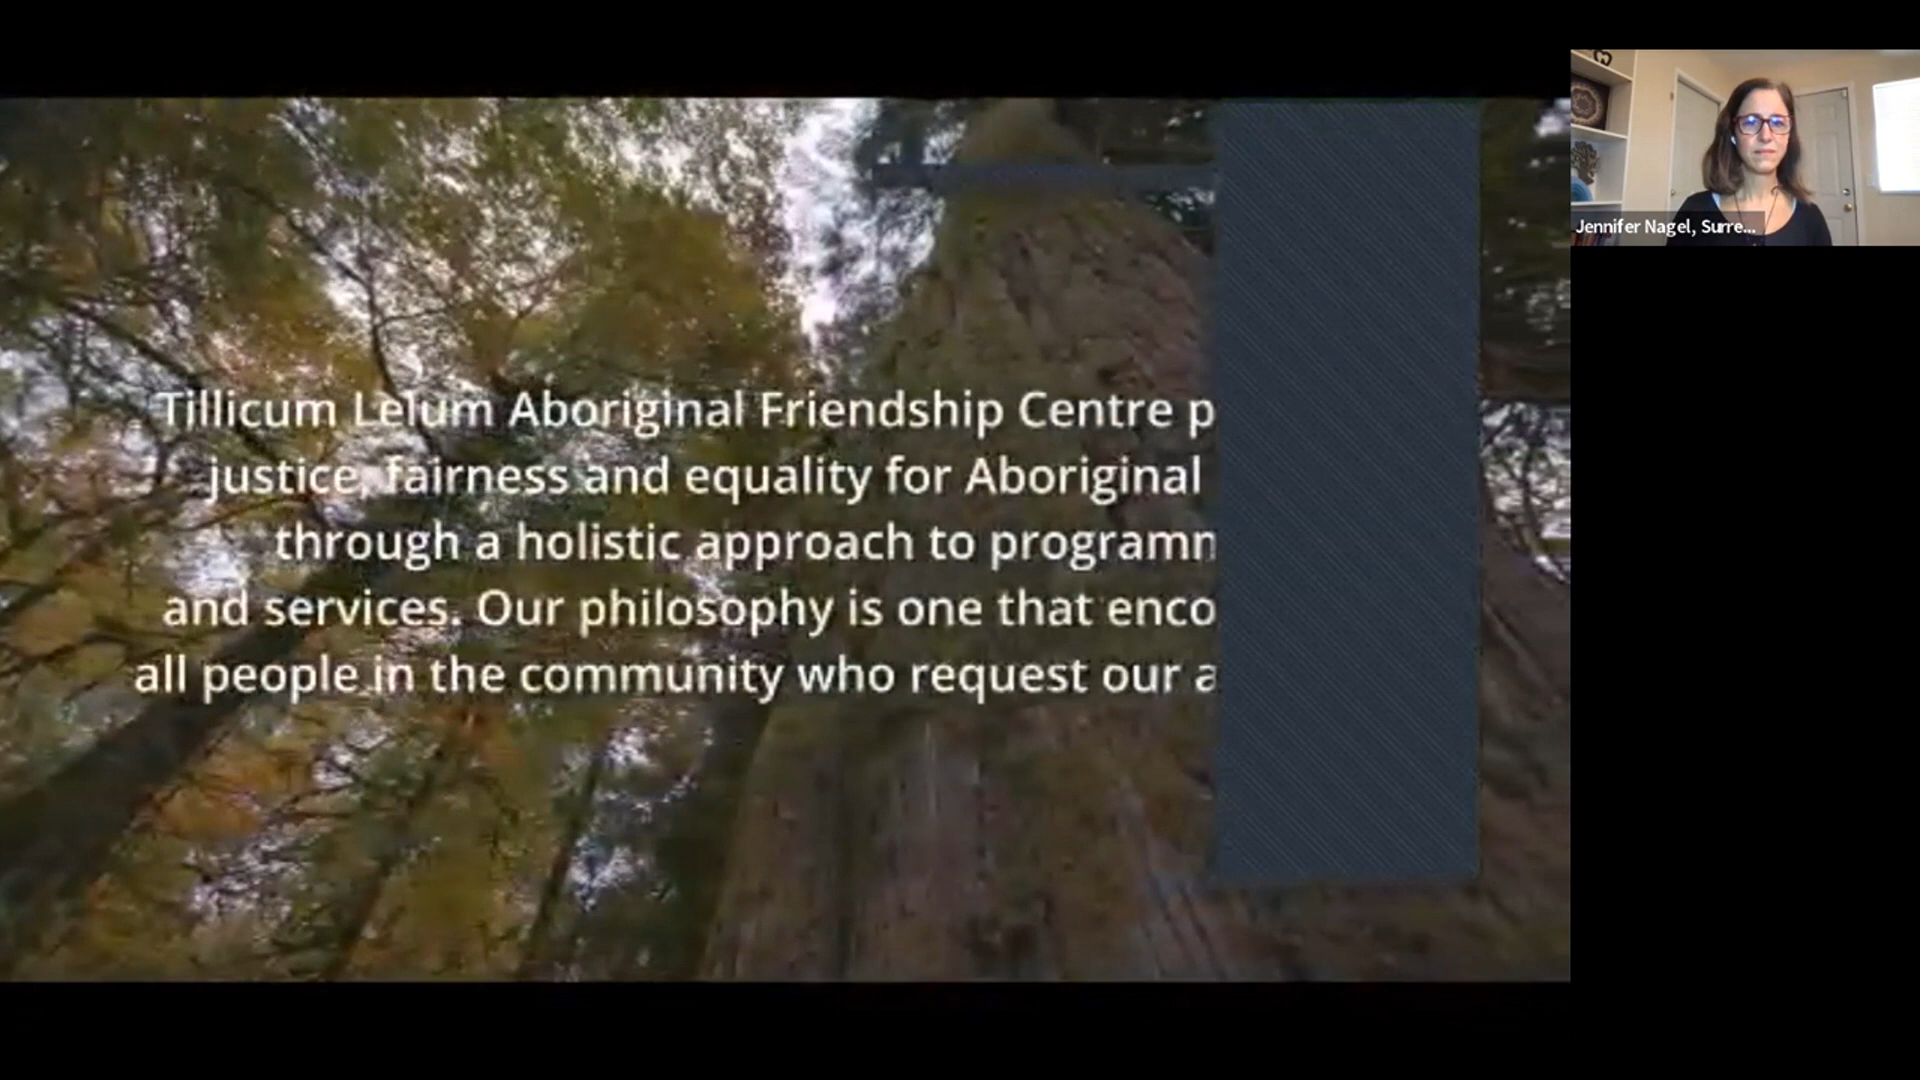 Tillicum Lelum Aboriginal Friendship Centre p
justice, fairness and equality for Aboriginal
through a holistic approach to program
and services. Our philosophy is one that enco
all people in the community who request our a
Jennifer Nagel, Surre...